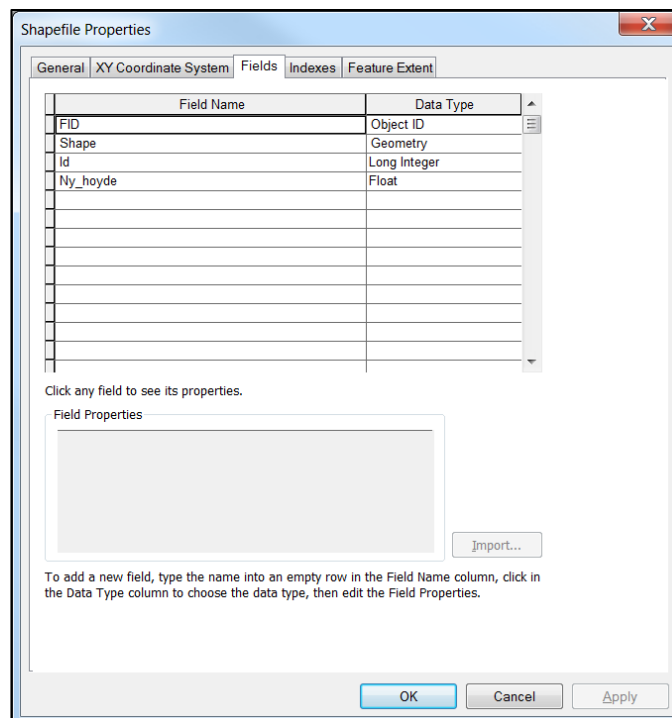 Shapefile Properties
General XY Coordinate System Fields Indexes Feature Extent
Field Name Data Type
FID Object ID
Shape Geometry
Id Long Integer
Ny_hoyde Float
Click any field to see its properties.
Field Properties
Import...
To add a new field, type the name into an empty row in the Field Name column, click in
the Data Type column to choose the data type, then edit the Field Properties.
OK Cancel Apply